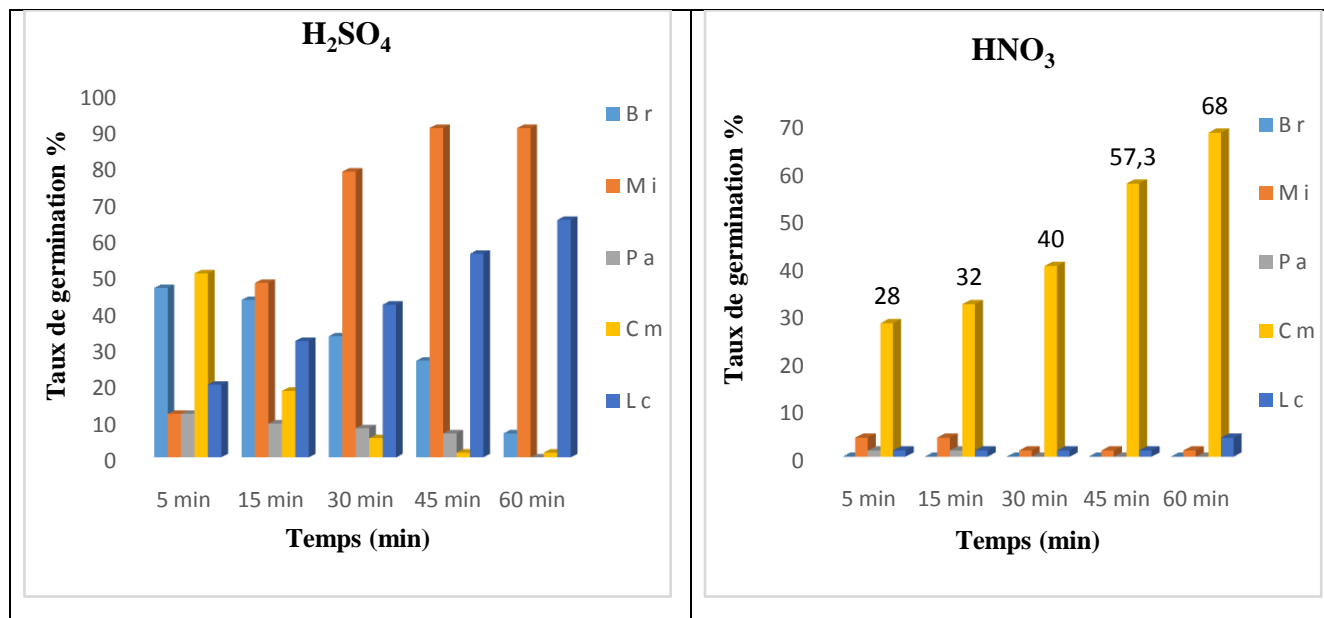 H₂SO₄
Taux de germination %
100
90
80
70
60
50
40
30
20
10
0
5 min 15 min 30 min 45 min 60 min
Temps (min)
B r
M i
P a
C m
L c
HNO₃
Taux de germination %
70
60
50
40
30
20
10
0
28
32
40
57,3
68
5 min 15 min 30 min 45 min 60 min
Temps (min)
B r
M i
P a
C m
L c